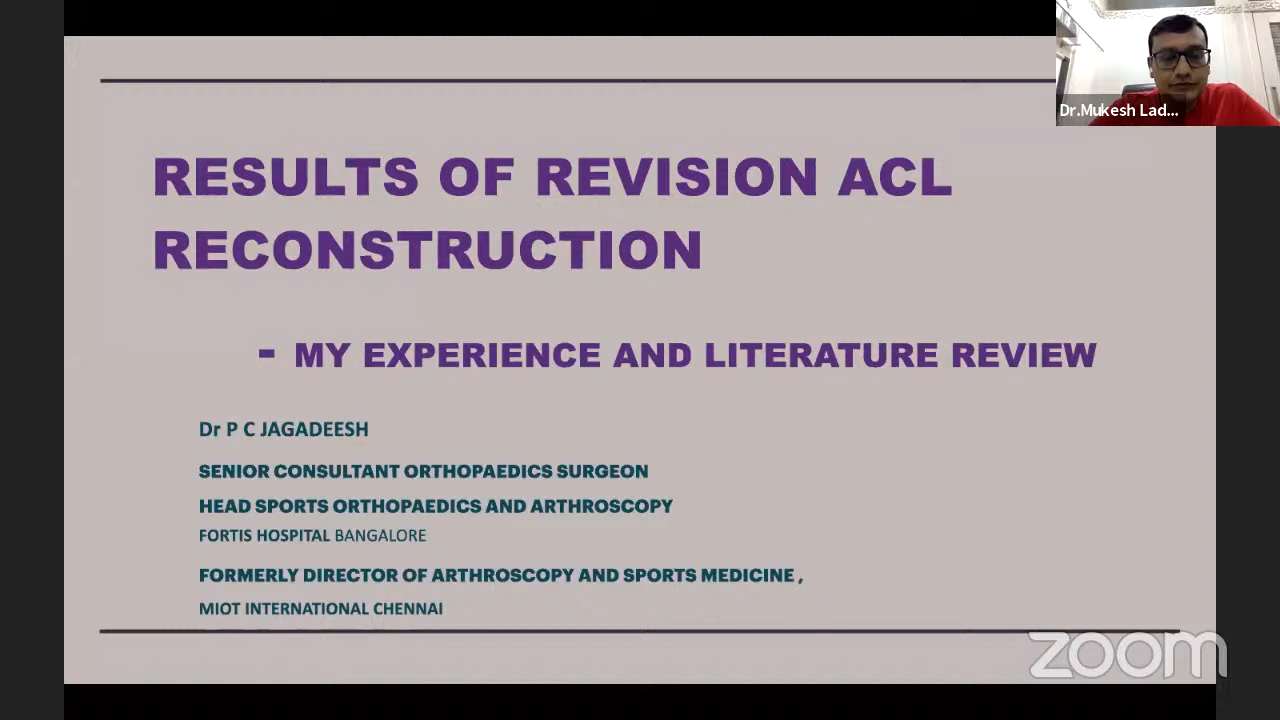 Dr.Mukesh Lad...
RESULTS OF REVISION ACL
RECONSTRUCTION
- MY EXPERIENCE AND LITERATURE REVIEW
Dr P C JAGADEESH
SENIOR CONSULTANT ORTHOPAEDICS SURGEON
HEAD SPORTS ORTHOPAEDICS AND ARTHROSCOPY
FORTIS HOSPITAL BANGALORE
FORMERLY DIRECTOR OF ARTHROSCOPY AND SPORTS MEDICINE ,
MIOT INTERNATIONAL CHENNAI
zoom